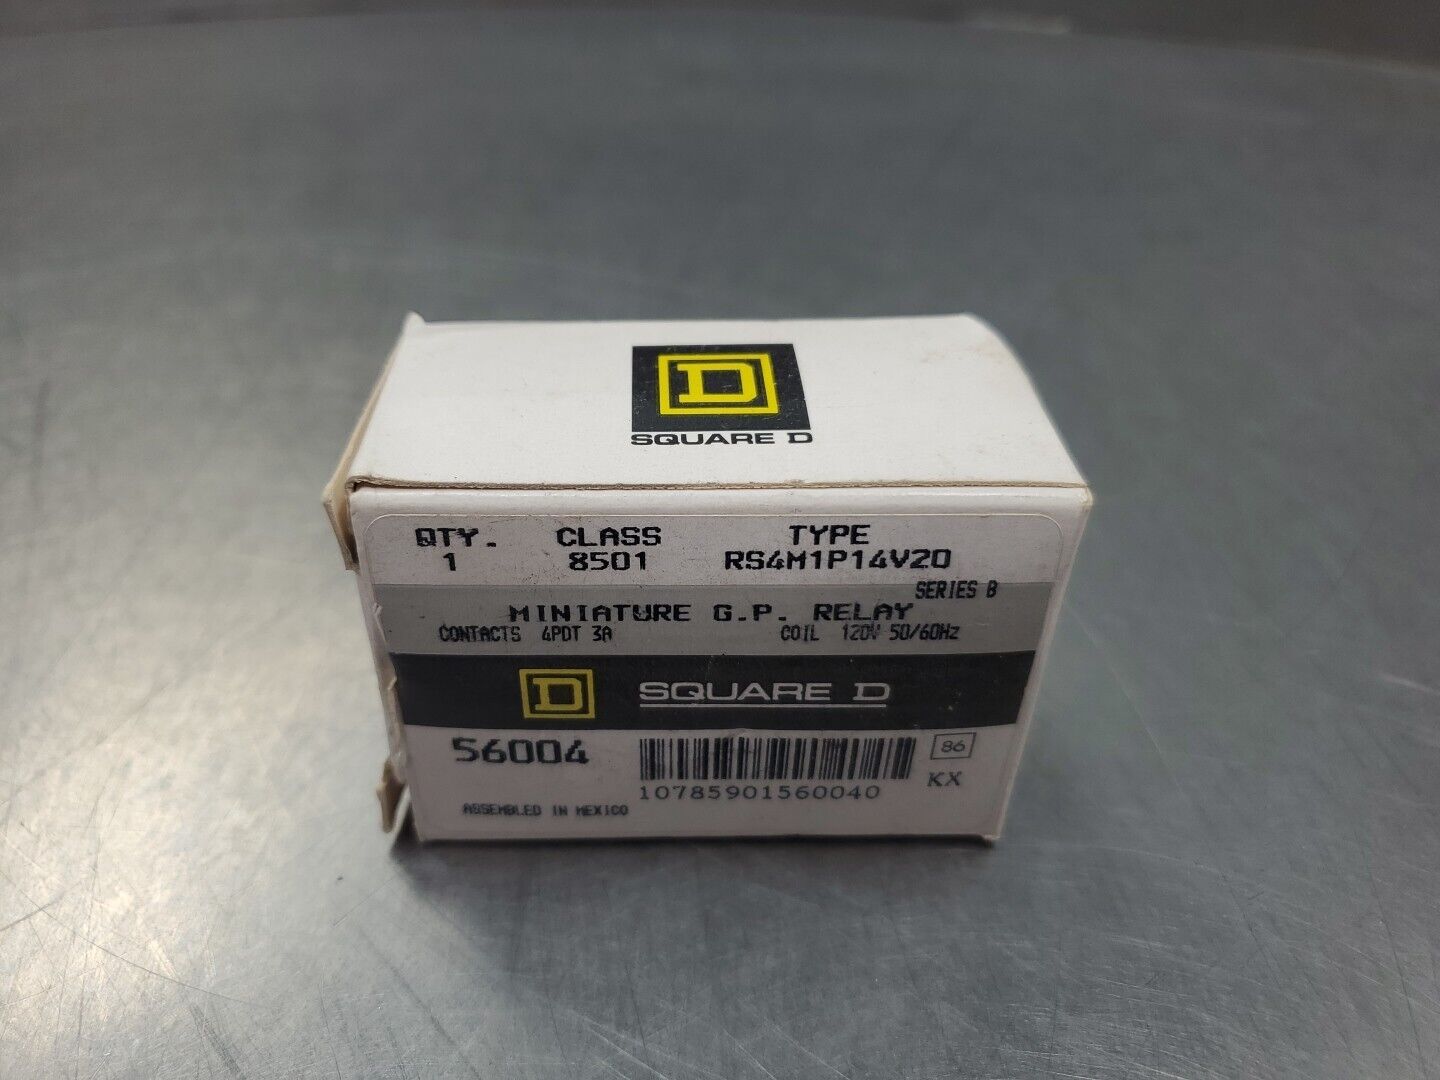 D
SQUARE D
QTY. CLASS TYPE
1 8501 RS4M1P14V20
SERIES B
MINIATURE G.P. RELAY
CONTACTS 4PDT 3A COIL 120V 50/60Hz
D SQUARE D
56004 86
KX
10785901560040
ASSEMBLED IN MEXICO